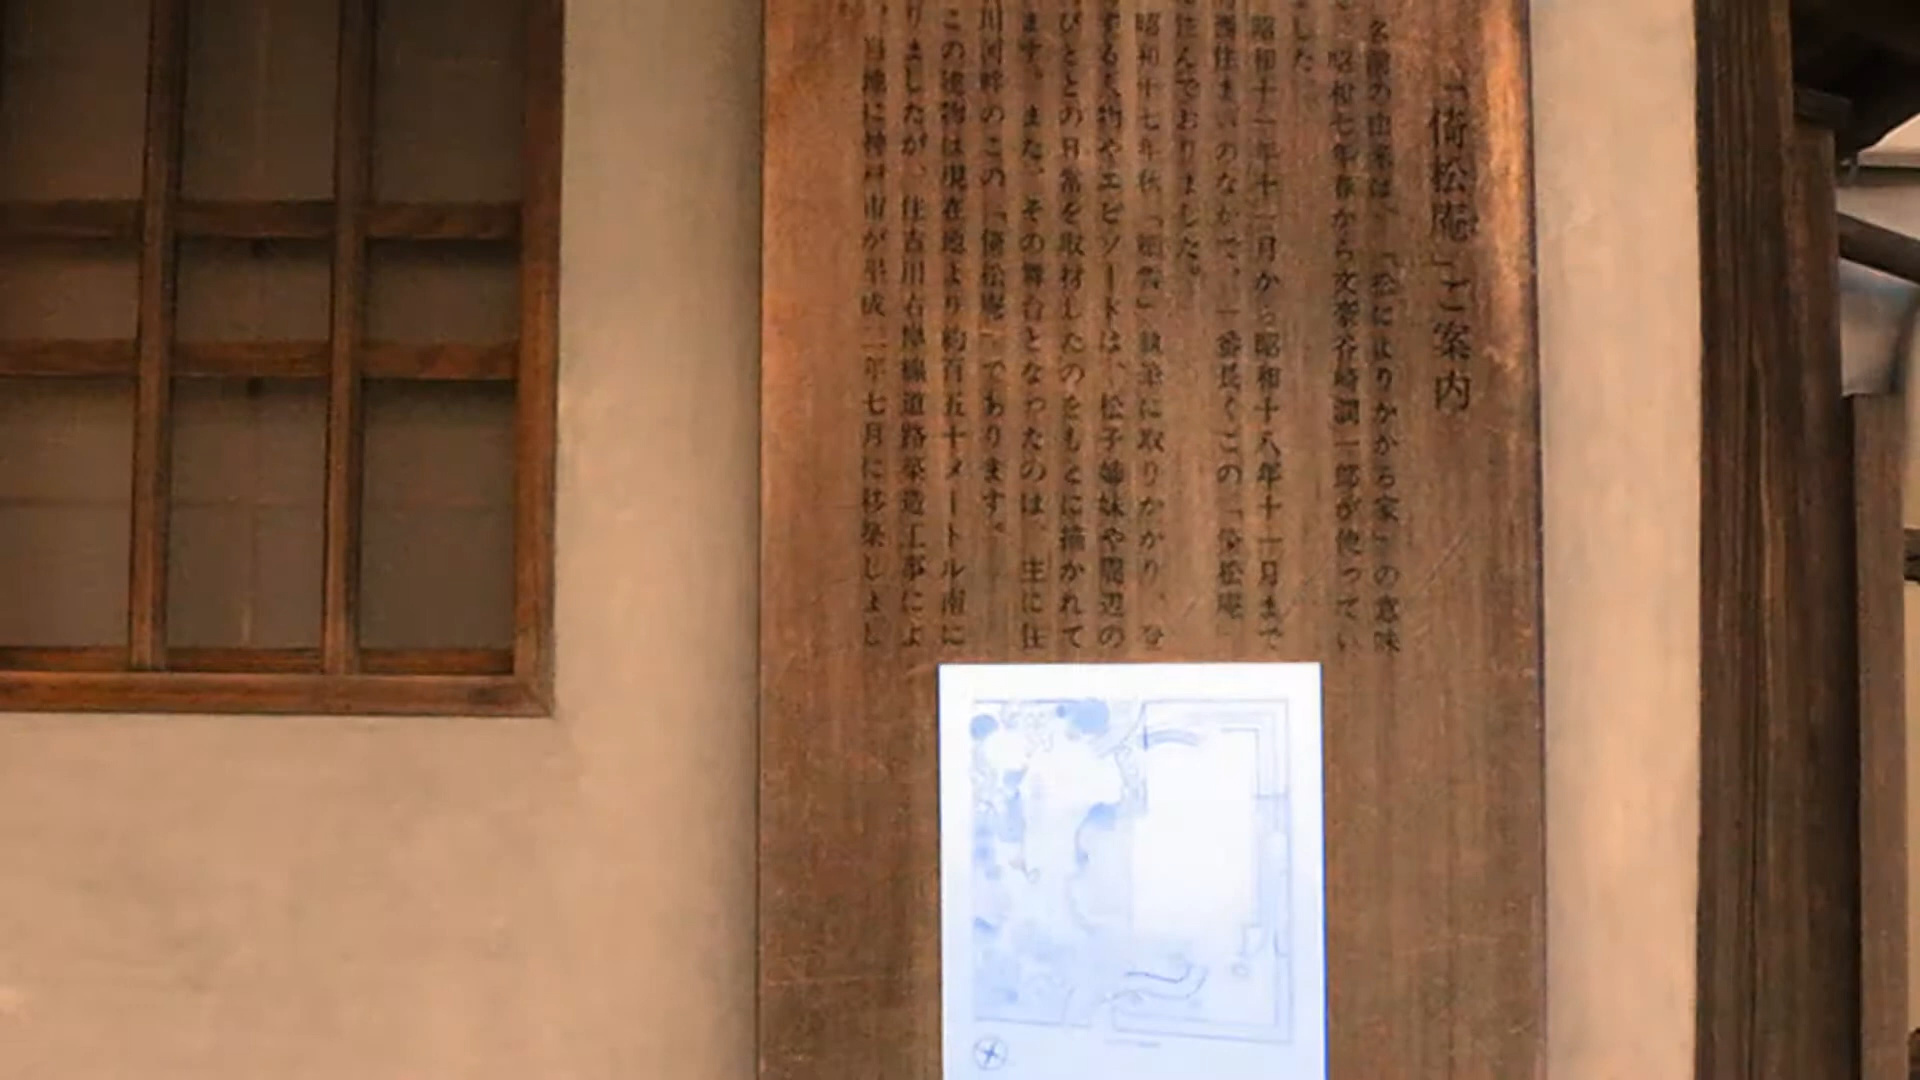 「倚松庵」ご案内
名前の由来は、「松によりかかる家」の意味
昭和七年春から文豪谷崎潤一郎が使ってい
ました。
昭和十一年十一月から昭和十八年十一月まで
住まいのなかで、一番長くこの「倚松庵」
住んでおりました。
昭和十七年秋「細雪」執筆に取りかかり、登
する人物やエピソードは、松子姉妹や周辺の
びととの日常を取材したのをもとに描かれて
ます。また、その舞台となったのは、主に住
川河畔のこの「倚松庵」であります。
この建物は現在地より約百五十メートル南に
りましたが、住吉川右岸線道路築造工事によ
、当地に神戸市が平成二年七月に移築しまし